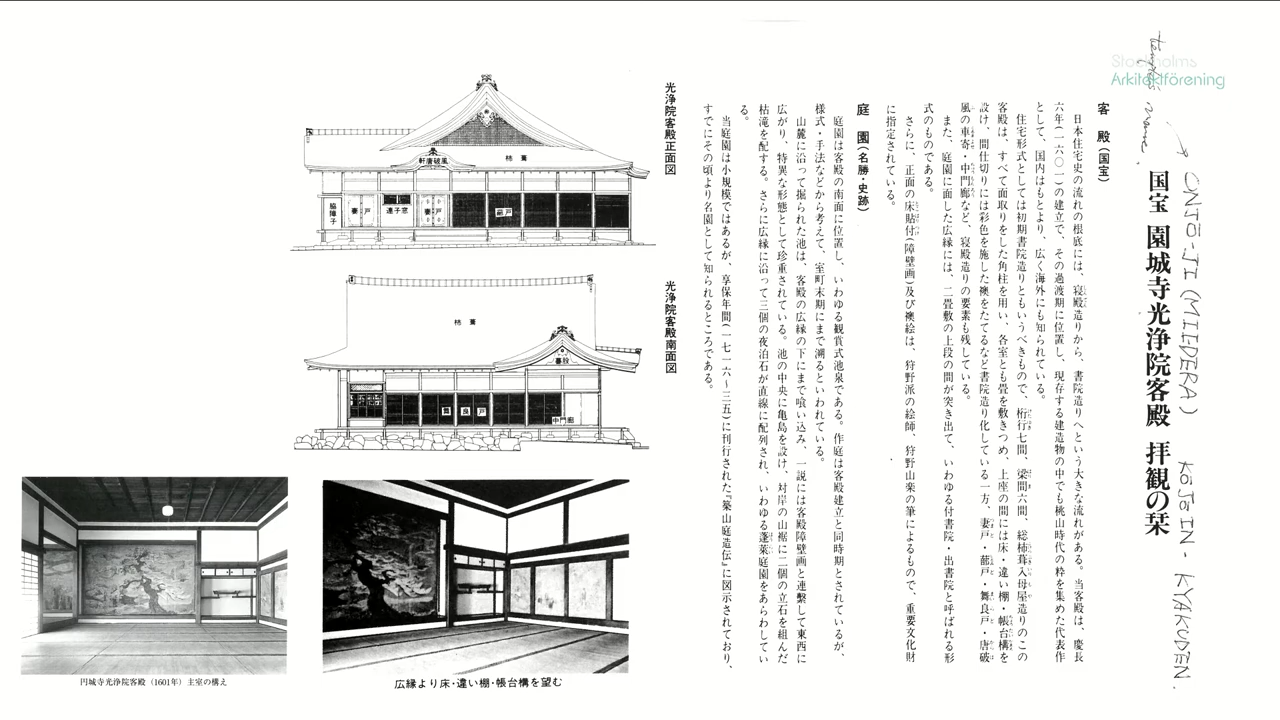 Stockholms
Arkitektförening
ONJO-JI (MIIDERA) KOJOIN - KYAKUDEN.
国宝 園城寺光浄院客殿 拝観の栞
客 殿(国宝)
日本住宅史の流れの根底には、寝殿造りから、書院造りへという大きな流れがある。当客殿は、慶長
六年(一六〇一)の建立で、その過渡期に位置し、現存する建造物の中でも桃山時代の粋を集めた代表作
として、国内はもとより、広く海外にも知られている。
住宅形式としては初期書院造りともいうべきもので、桁行七間、梁間六間、総杮葺入母屋造りのこの
客殿は、すべて面取りをした角柱を用い、各室とも畳を敷きつめ、上座の間には床・違い棚・帳台構を
設け、間仕切りには彩色を施した襖をたてるなど書院造り化している一方、妻戸・蔀戸・舞良戸・唐破
風の車寄・中門廊など、寝殿造りの要素も残している。
また、庭園に面した広縁には、二畳敷の上段の間が突き出て、いわゆる付書院・出書院と呼ばれる形
式のものである。
さらに、正面の床貼付(障壁画)及び襖絵は、狩野派の絵師、狩野山楽の筆によるもので、重要文化財
に指定されている。
庭 園(名勝・史跡)
庭園は客殿の南面に位置し、いわゆる観賞式池泉である。作庭は客殿建立と同時期とされているが、
様式・手法などから考えて、室町末期にまで溯るといわれている。
山麓に沿って掘られた池は、客殿の広縁の下にまで喰い込み、一説には客殿障壁画と連繫して東西に
広がり、特異な形態として珍重されている。池の中央に亀島を設け、対岸の山裾に二個の立石を組んだ
枯滝を配する。さらに広縁に沿って三個の夜泊石が直線に配列され、いわゆる蓬萊庭園をあらわしてい
る。
当庭園は小規模ではあるが、享保年間(一七一六〜三五)に刊行された『築山庭造伝』に図示されており、
すでにその頃より名園として知られるところである。
光浄院客殿正面図
杮葺
軒唐破風
脇障子
妻戸
連子窓
妻戸
蔀戸
光浄院客殿南面図
杮葺
舞良戸
中門廊
円城寺光浄院客殿(1601年)主室の構え
広縁より床・違い棚・帳台構を望む